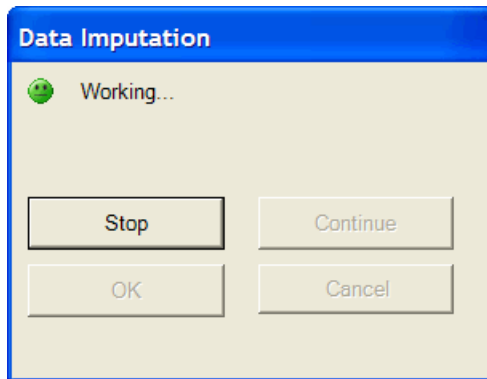 Data Imputation
Working...
Stop
Continue
OK
Cancel